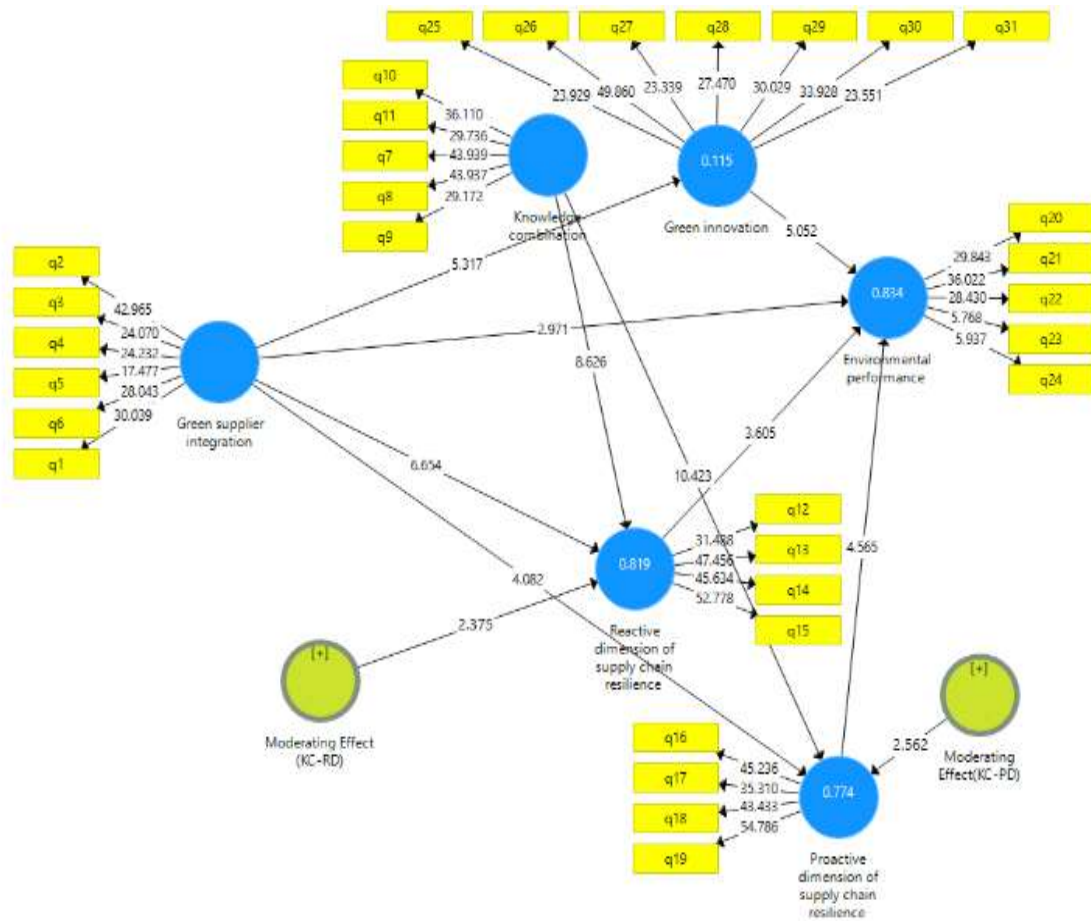 q25
q26
q27
q28
q29
q30
q31
23.929
49.860
23.339
27.470
30.029
33.928
23.551
q10
q11
q7
q8
q9
36.110
29.736
43.939
43.937
29.172
Knowledge
combination
0.115
Green innovation
5.052
q20
q21
q22
q23
q24
29.843
36.022
28.430
5.768
5.937
0.834
Environmental
performance
q2
q3
q4
q5
q6
q1
42.965
24.070
24.232
17.477
28.043
30.039
Green supplier
integration
5.317
2.971
8.626
6.654
10.423
3.605
4.082
4.565
q12
q13
q14
q15
31.488
47.456
45.634
52.778
0.819
Reactive
dimension of
supply chain
resilience
2.375
[+]
Moderating Effect
(KC-RD)
[+]
Moderating
Effect(KC-PD)
2.562
q16
q17
q18
q19
45.236
35.310
43.433
54.786
0.774
Proactive
dimension of
supply chain
resilience